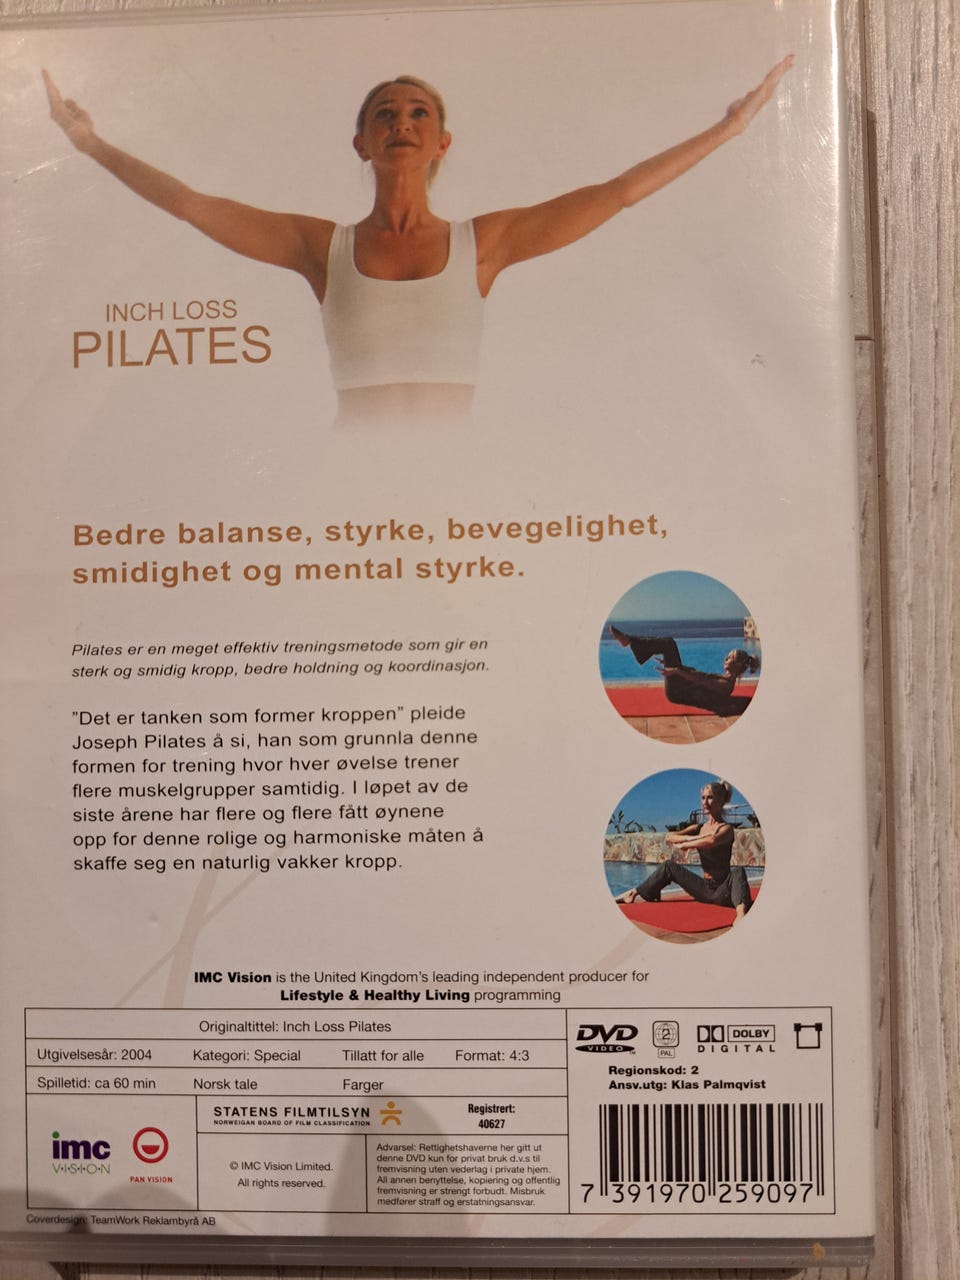 INCH LOSS
PILATES
Bedre balanse, styrke, bevegelighet,
smidighet og mental styrke.
Pilates er en meget effektiv treningsmetode som gir en
sterk og smidig kropp, bedre holdning og koordinasjon.
”Det er tanken som former kroppen” pleide
Joseph Pilates å si, han som grunnla denne
formen for trening hvor hver øvelse trener
flere muskelgrupper samtidig. I løpet av de
siste årene har flere og flere fått øynene
opp for denne rolige og harmoniske måten å
skaffe seg en naturlig vakker kropp.
IMC Vision is the United Kingdom's leading independent producer for
Lifestyle & Healthy Living programming
Originaltittel: Inch Loss Pilates
Utgivelsesår: 2004 Kategori: Special Tillatt for alle Format: 4:3
Spilletid: ca 60 min Norsk tale Farger
STATENS FILMTILSYN
NORWEGIAN BOARD OF FILM CLASSIFICATION
Registrert:
40627
imc
VISION
PAN VISION
© IMC Vision Limited.
All rights reserved.
Advarsel: Rettighetshaverne har gitt ut
denne DVD kun for privat bruk d.v.s til
fremvisning uten vederlag i private hjem.
All annen benyttelse, kopiering og offentlig
fremvisning er strengt forbudt. Misbruk
medfører straff og erstatningsansvar.
DVD
VIDEO
2
PAL
DOLBY
DIGITAL
Regionskod: 2
Ansv.utg: Klas Palmqvist
7 391970 259097
Coverdesign: TeamWork Reklambyrå AB